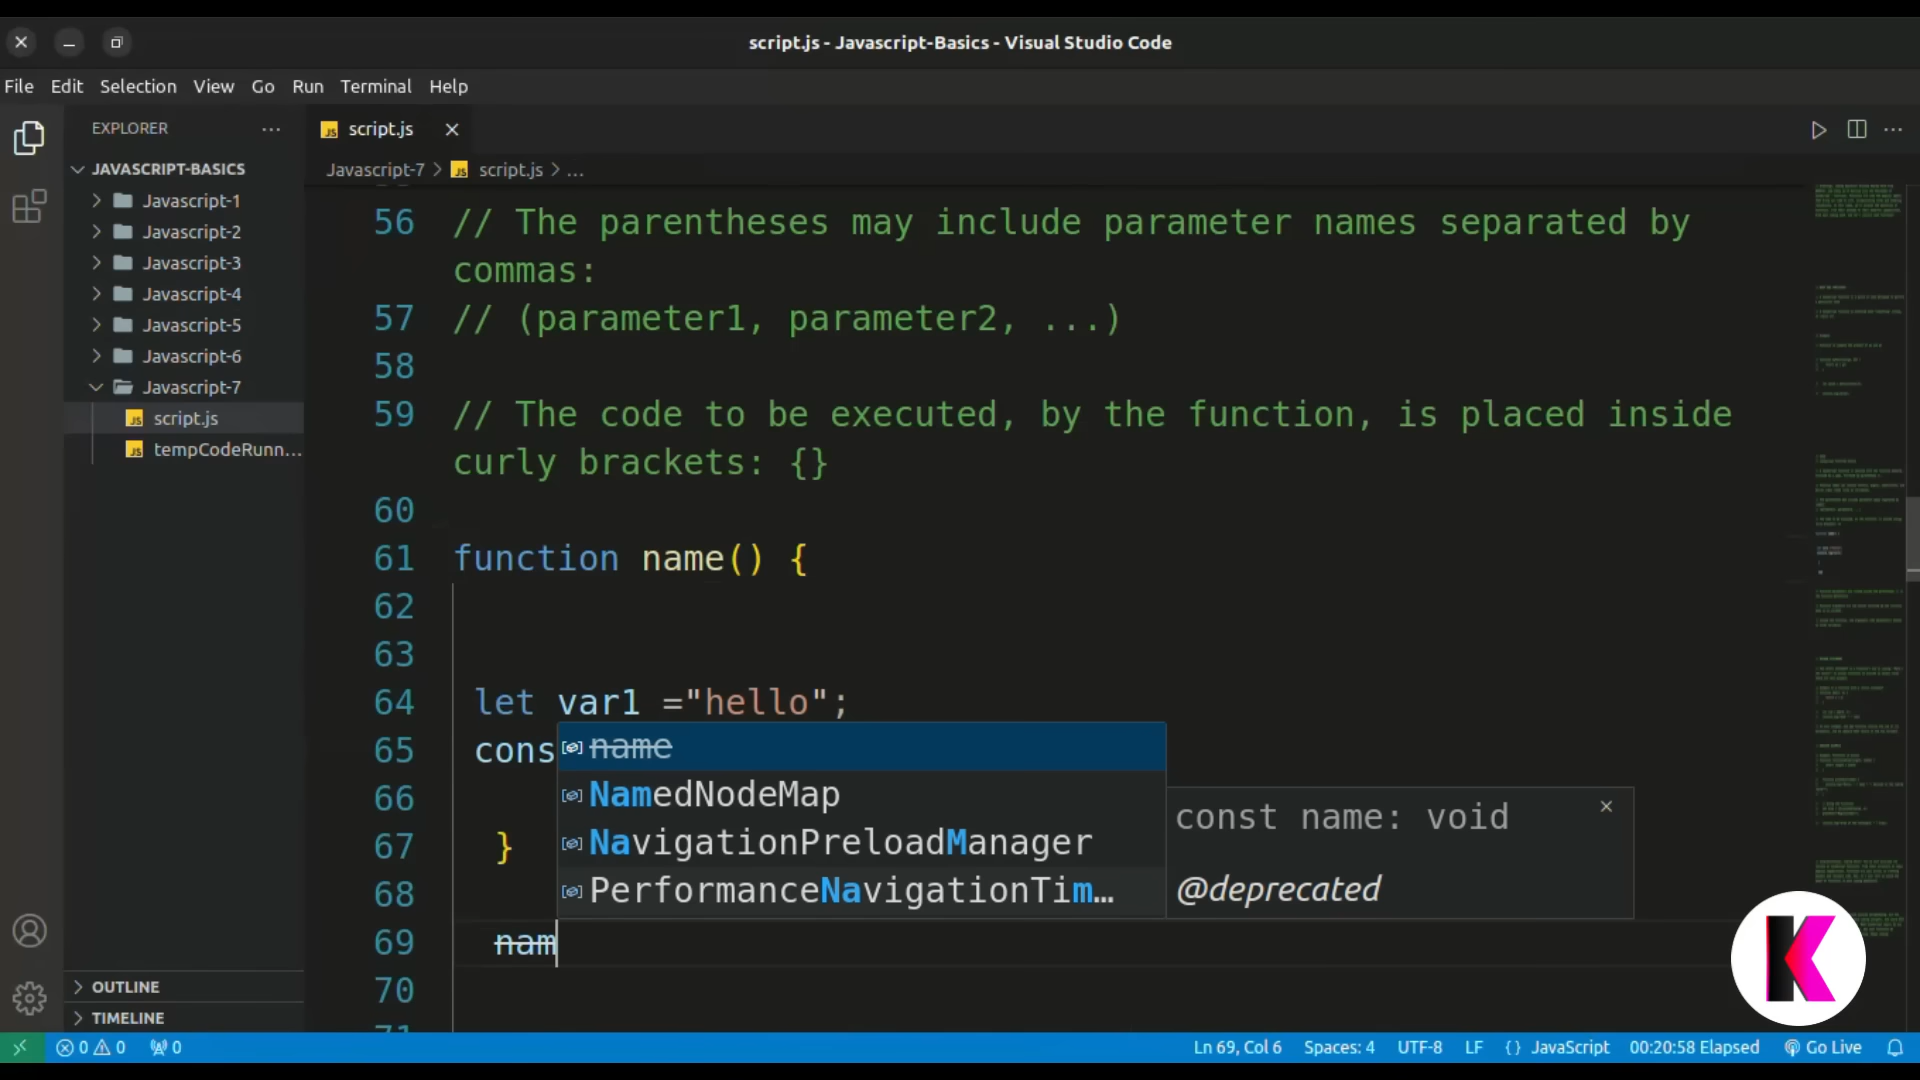 script.js - Javascript-Basics - Visual Studio Code
File Edit Selection View Go Run Terminal Help
EXPLORER ...
script.js
JAVASCRIPT-BASICS
Javascript-7 > script.js > ...
Javascript-1
Javascript-2
Javascript-3
Javascript-4
Javascript-5
Javascript-6
Javascript-7
script.js
tempCodeRunn...
56 // The parentheses may include parameter names separated by
commas:
57 // (parameter1, parameter2, ...)
58
59 // The code to be executed, by the function, is placed inside
curly brackets: {}
60
61 function name() {
62
63
64 let var1 ="hello";
65 cons
66
67 }
68
69 nam
70
name
NamedNodeMap
NavigationPreloadManager
PerformanceNavigationTim...
const name: void
@deprecated
K
OUTLINE
TIMELINE
0 0 0 Ln 69, Col 6 Spaces: 4 UTF-8 LF {} JavaScript 00:20:58 Elapsed Go Live